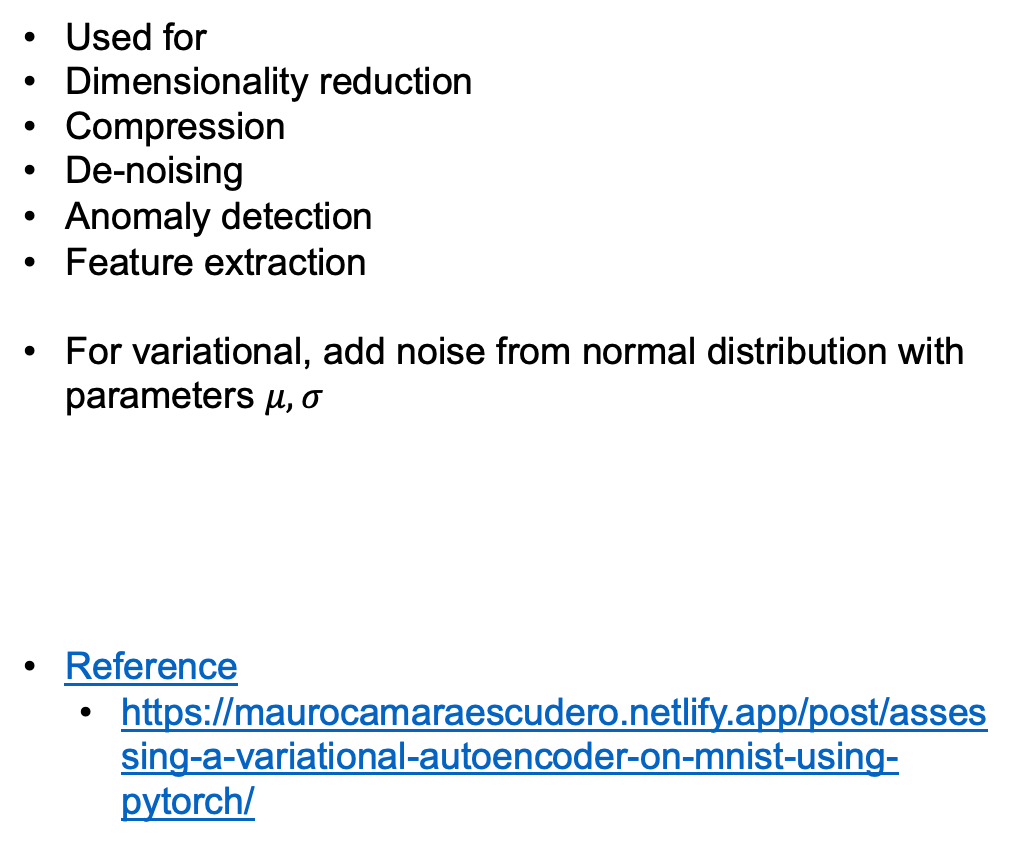 • Used for
• Dimensionality reduction
• Compression
• De-noising
• Anomaly detection
• Feature extraction
• For variational, add noise from normal distribution with
parameters 𝜇, 𝜎
• Reference
• https://maurocamaraescudero.netlify.app/post/asses
sing-a-variational-autoencoder-on-mnist-using-
pytorch/